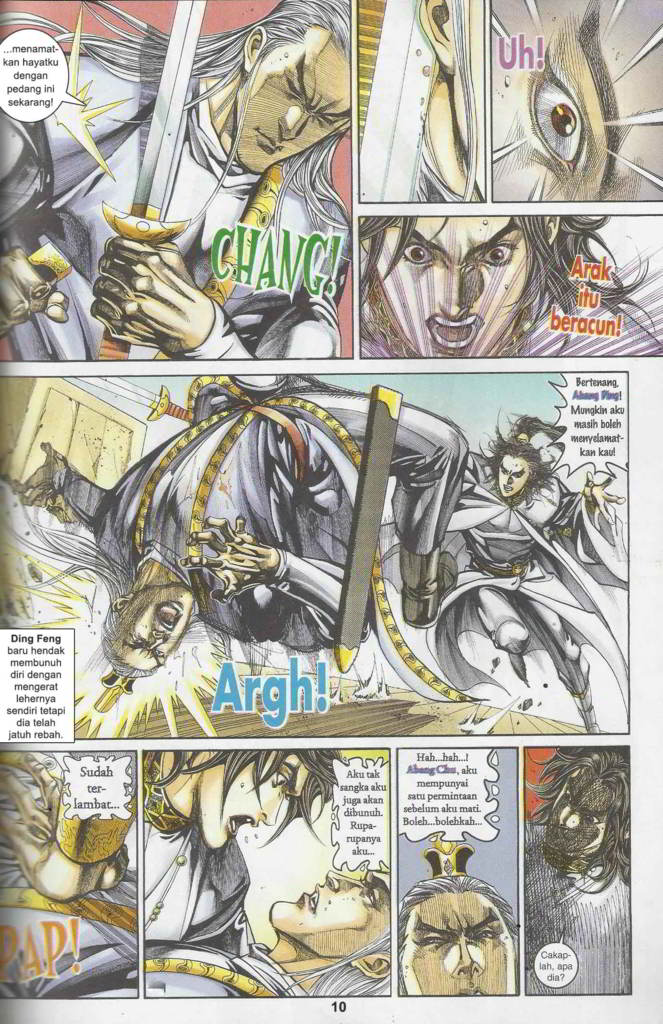 ...menamat-
kan hayatku
dengan
pedang ini
sekarang!
CHANG!
Uh!
Arak
itu
beracun!
Bertenang,
Abang Ding!
Mungkin aku
masih boleh
menyelamat-
kan kau!
Ding Feng
baru hendak
membunuh
diri dengan
mengerat
lehernya
sendiri tetapi
dia telah
jatuh rebah.
Argh!
Sudah
ter-
lambat...
PAP!
Aku tak
sangka aku
juga akan
dibunuh.
Rupa-
rupanya
aku...
Hah...hah...!
Abang Chu, aku
mempunyai
satu permintaan
sebelum aku mati.
Boleh...bolehkah...
Cakap-
lah, apa
dia?
10